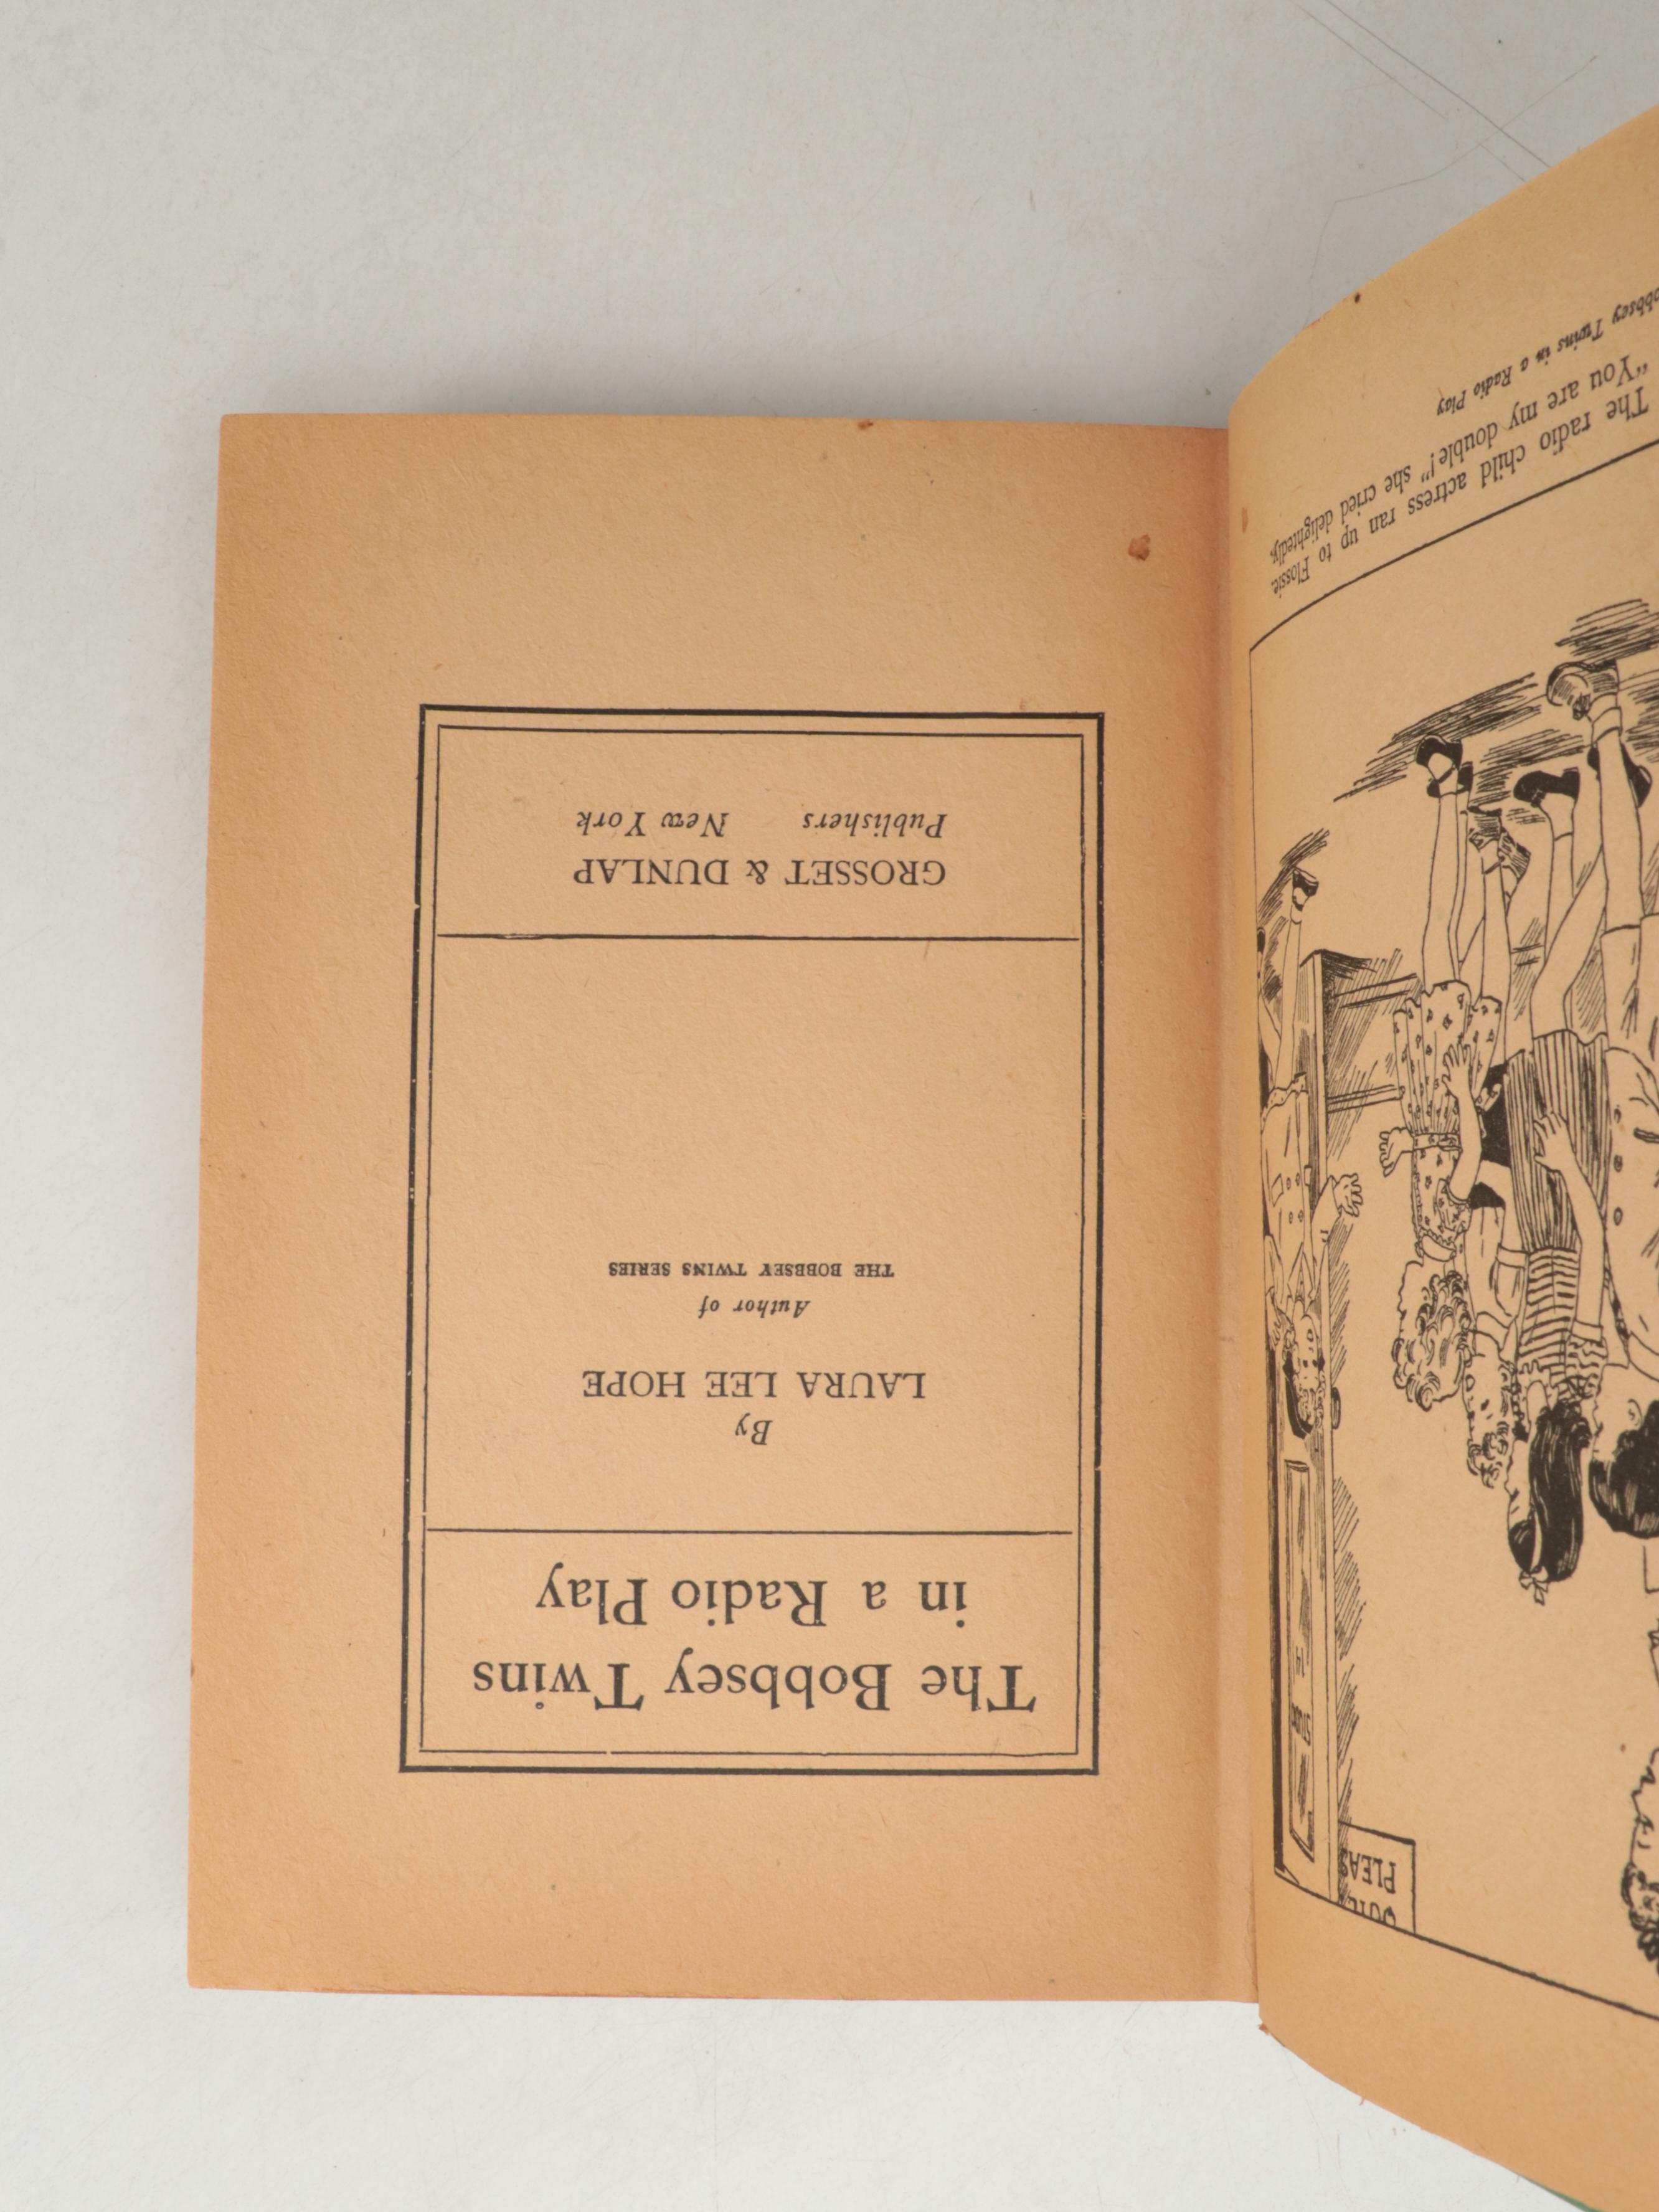 The Bobbsey Twins
in a Radio Play
By
LAURA LEE HOPE
Author of
THE BOBBSEY TWINS SERIES
GROSSET & DUNLAP
Publishers New York
PLEAS
The radio child actress ran up to Flossie.
"You are my double!" she cried delightedly.
Twins in a Radio Play